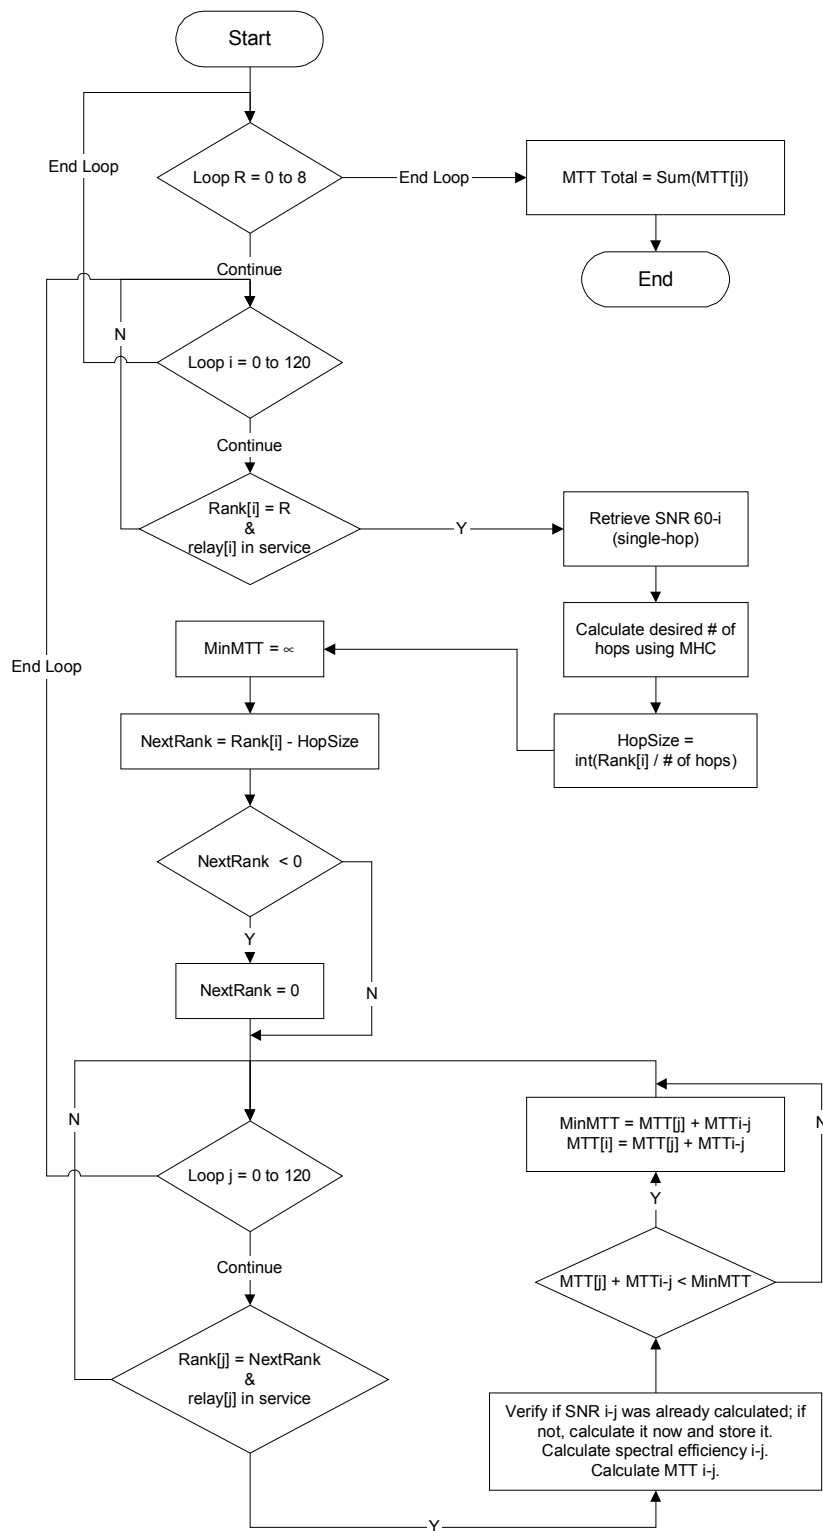 Start
End Loop
Loop R = 0 to 8
End Loop
MTT Total = Sum(MTT[i])
Continue
End
N
Loop i = 0 to 120
Continue
Rank[i] = R
&
relay[i] in service
Y
Retrieve SNR 60-i
(single-hop)
Calculate desired # of
hops using MHC
HopSize =
int(Rank[i] / # of hops)
MinMTT = ∝
End Loop
NextRank = Rank[i] - HopSize
NextRank < 0
Y
N
NextRank = 0
N
Loop j = 0 to 120
MinMTT = MTT[j] + MTTi-j
MTT[i] = MTT[j] + MTTi-j
N
Y
Continue
MTT[j] + MTTi-j < MinMTT
Rank[j] = NextRank
&
relay[j] in service
Verify if SNR i-j was already calculated; if
not, calculate it now and store it.
Calculate spectral efficiency i-j.
Calculate MTT i-j.
Y